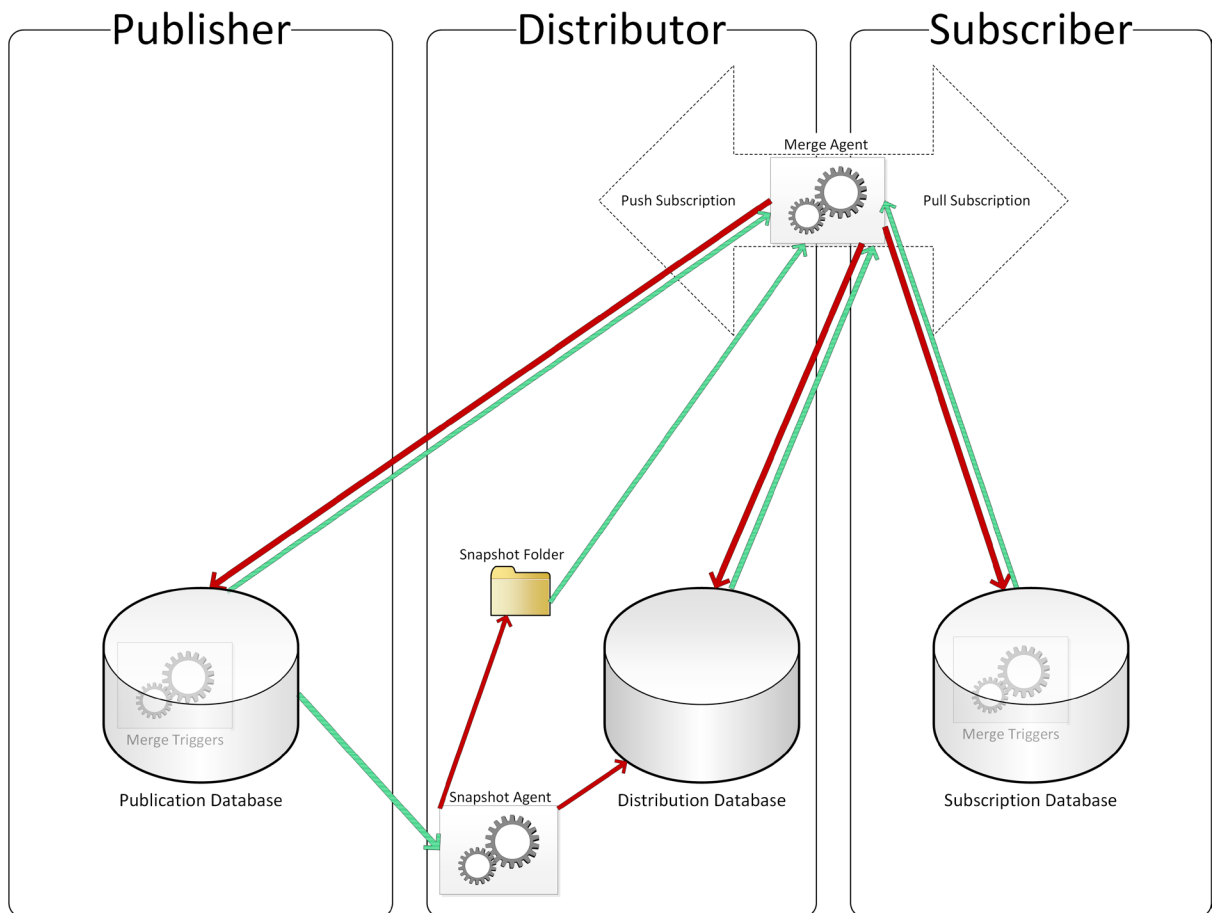 Publisher
Distributor
Subscriber
Merge Agent
Push Subscription
Pull Subscription
Snapshot Folder
Merge Triggers
Merge Triggers
Publication Database
Snapshot Agent
Distribution Database
Subscription Database